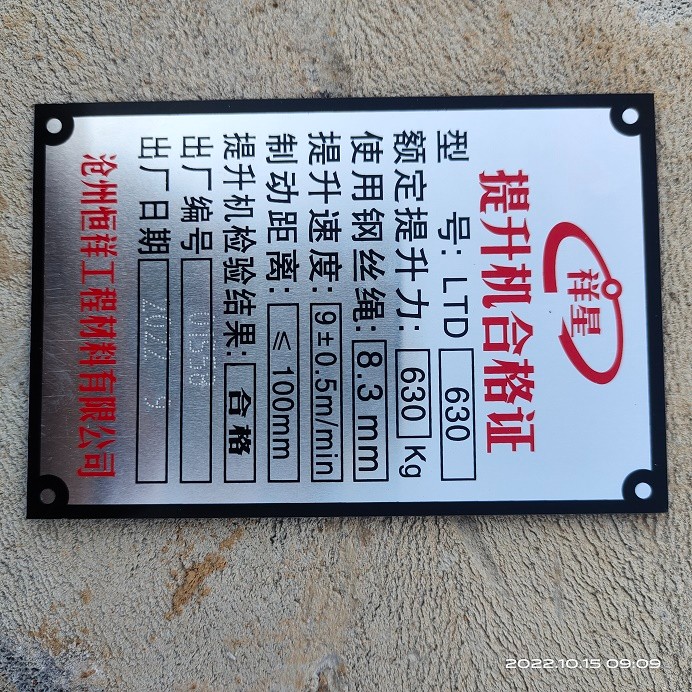 祥星
提升机合格证
型 号: LTD 630
额定提升力: 630 Kg
使用钢丝绳: 8.3 mm
提升速度: 9±0.5m/min
制动距离: ≤100mm
提升机检验结果: 合格
出厂编号
出厂日期 2022. 9
沧州恒祥工程材料有限公司
2022.10.15 09:09